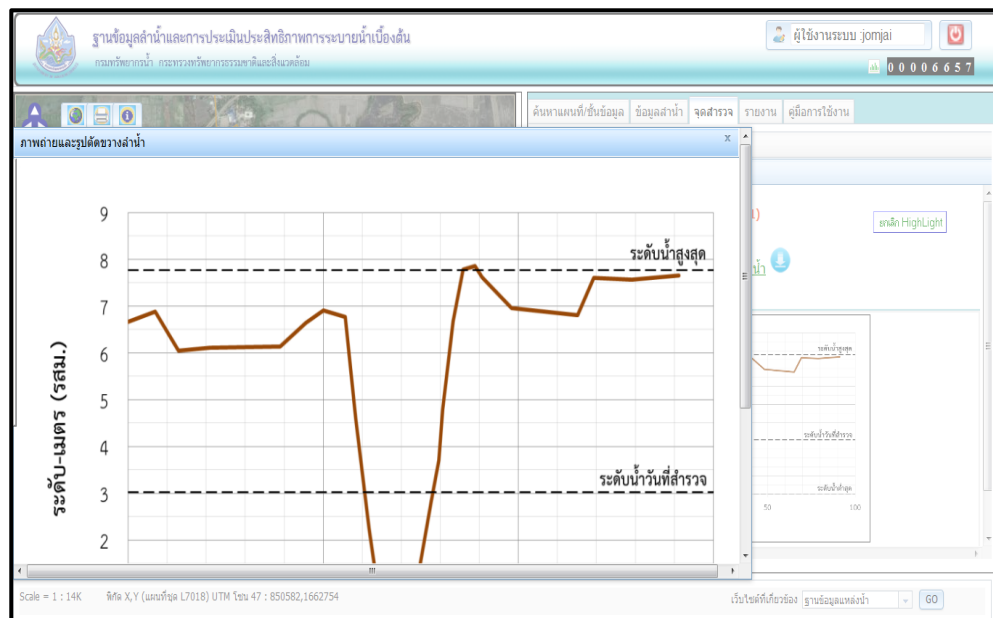 ฐานข้อมูลลำน้ำและการประเมินประสิทธิภาพการระบายน้ำเบื้องต้น
กรมทรัพยากรน้ำ กระทรวงทรัพยากรธรรมชาติและสิ่งแวดล้อม
ผู้ใช้งานระบบ :jomjai
00006657
ค้นหาแผนที่/ชั้นข้อมูล ข้อมูลลำน้ำ จุดสำรวจ รายงาน คู่มือการใช้งาน
ภาพถ่ายและรูปตัดขวางลำน้ำ x
ยกเลิก HighLight
น้ำ
ระดับ-เมตร (รสม.)
9
8
7
6
5
4
3
2
ระดับน้ำสูงสุด
ระดับน้ำวันที่สำรวจ
ระดับน้ำสูงสุด
ระดับน้ำวันที่สำรวจ
ระดับน้ำต่ำสุด
50 100
Scale = 1 : 14K พิกัด X,Y (แผนที่ชุด L7018) UTM โซน 47 : 850582,1662754
เว็บไซต์ที่เกี่ยวข้อง ฐานข้อมูลแหล่งน้ำ GO